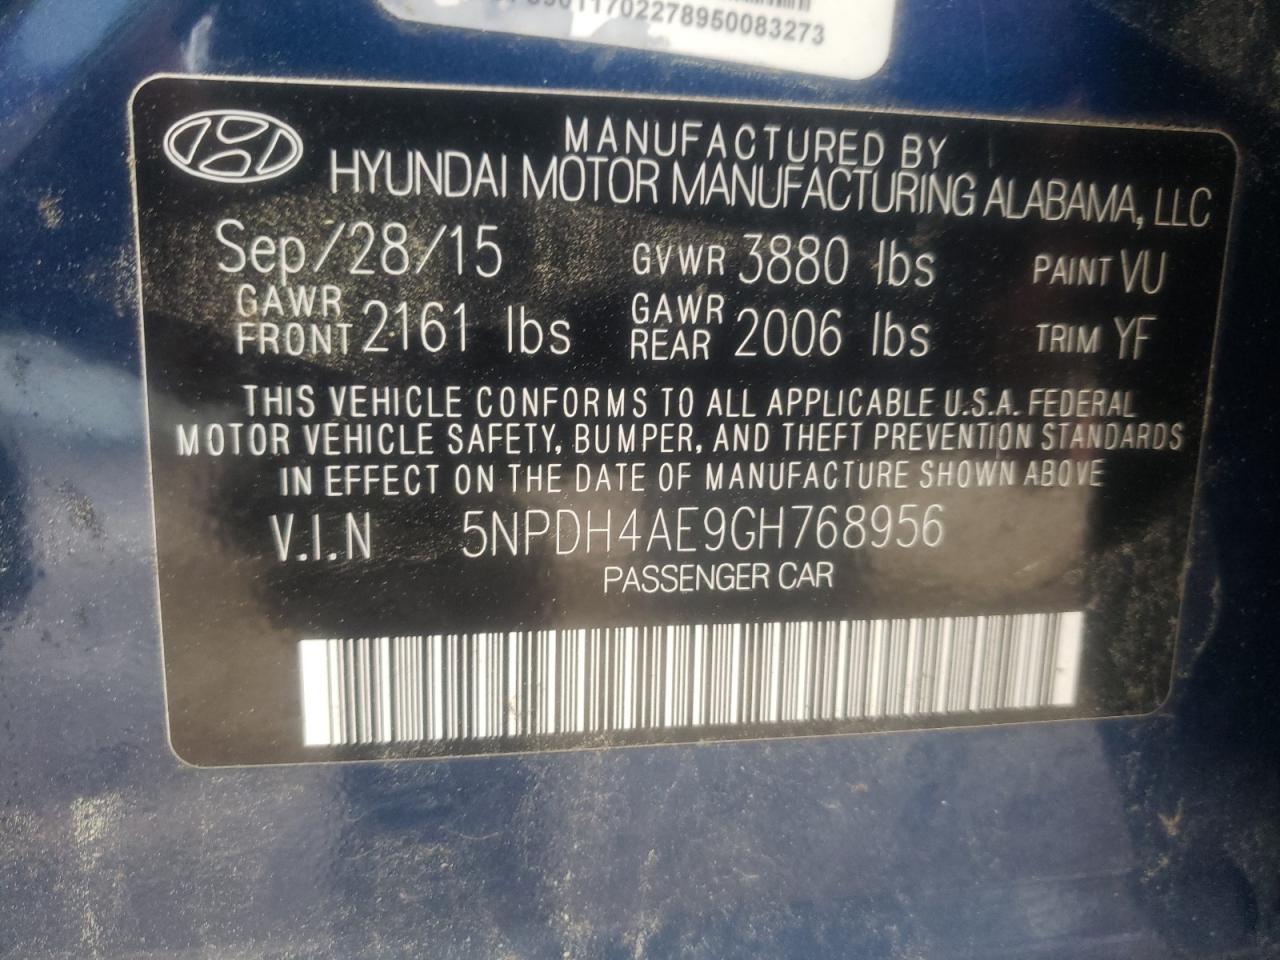 1170227895008​3273
MANUFACTURED BY
HYUNDAI MOTOR MANUFACTURING ALABAMA, LLC
Sep/28/15 GVWR 3880 lbs PAINT VU
GAWR FRONT 2161 lbs GAWR REAR 2006 lbs TRIM YF
THIS VEHICLE CONFORMS TO ALL APPLICABLE U.S.A. FEDERAL
MOTOR VEHICLE SAFETY, BUMPER, AND THEFT PREVENTION STANDARDS
IN EFFECT ON THE DATE OF MANUFACTURE SHOWN ABOVE
V.I.N 5NPDH4AE9GH768956
PASSENGER CAR